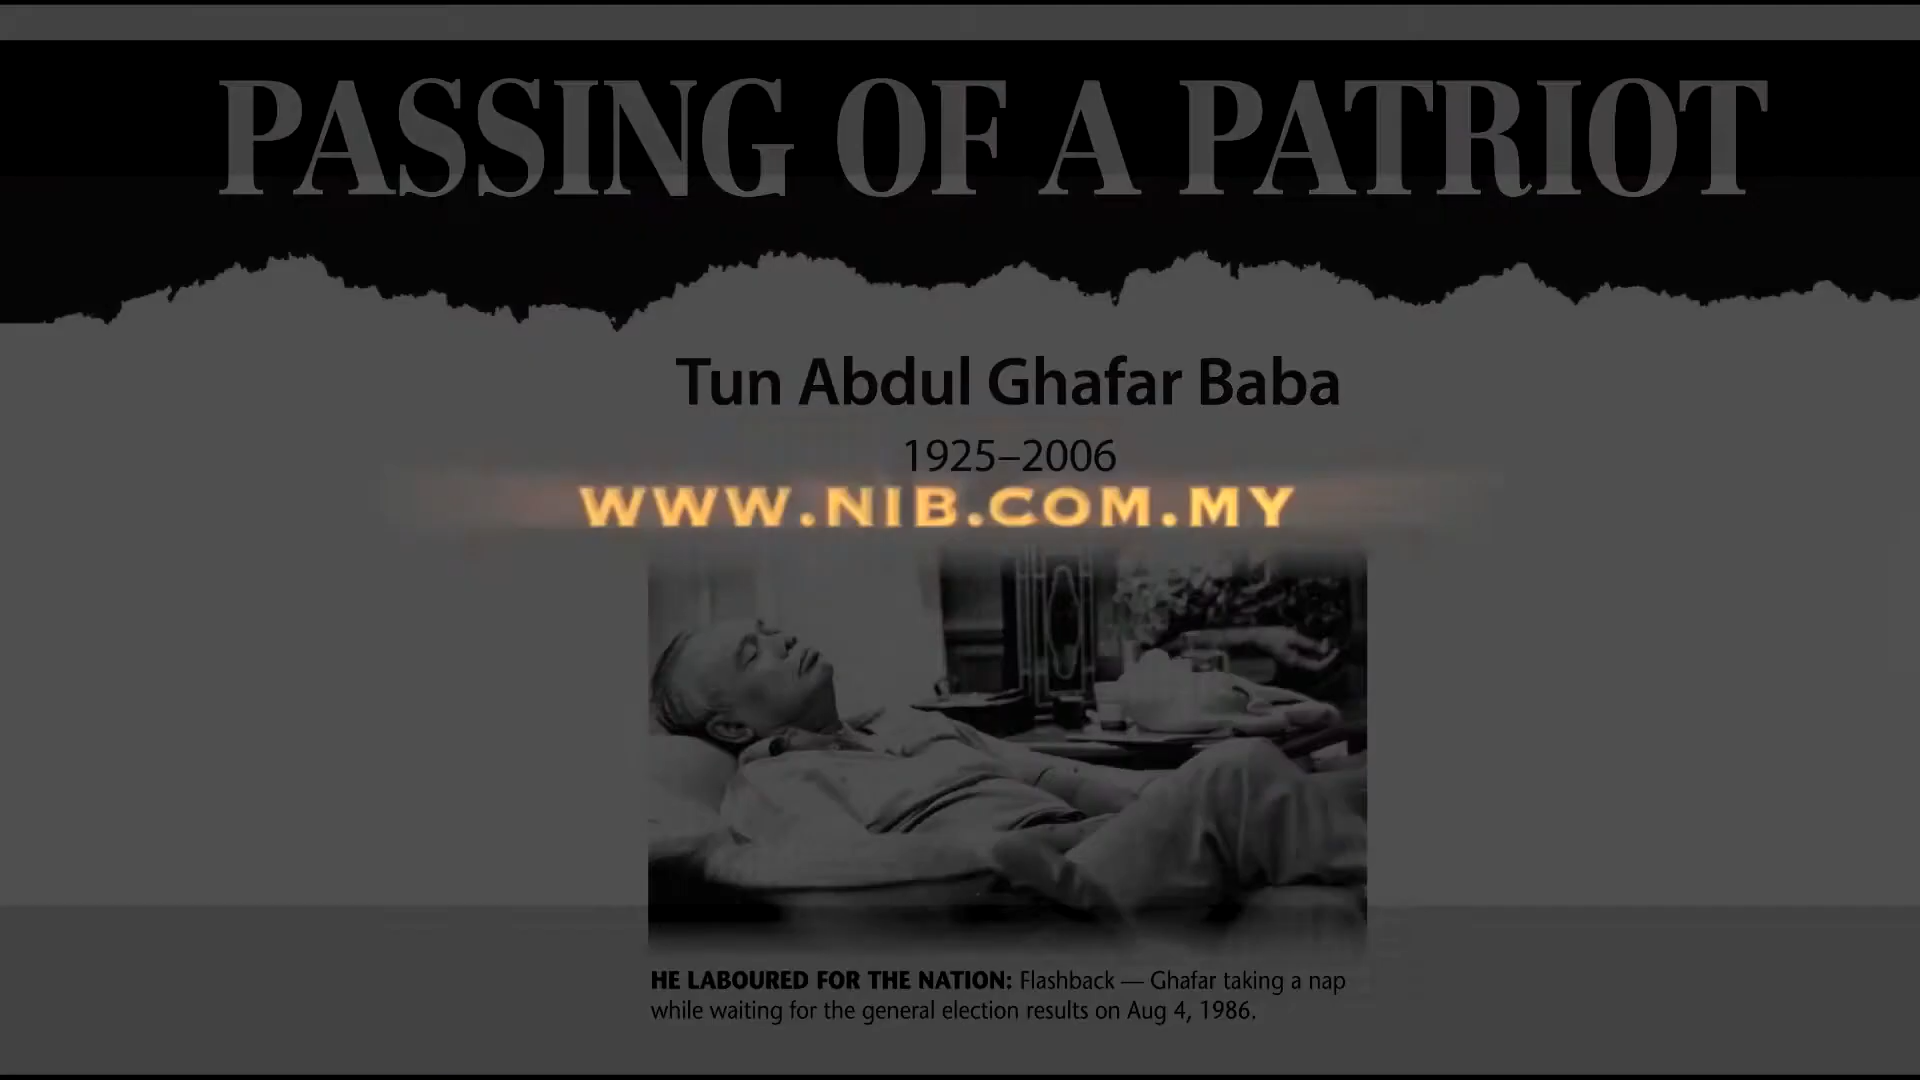 PASSING OF A PATRIOT
Tun Abdul Ghafar Baba
1925–2006
WWW.NIB.COM.MY
HE LABOURED FOR THE NATION: Flashback — Ghafar taking a nap
while waiting for the general election results on Aug 4, 1986.